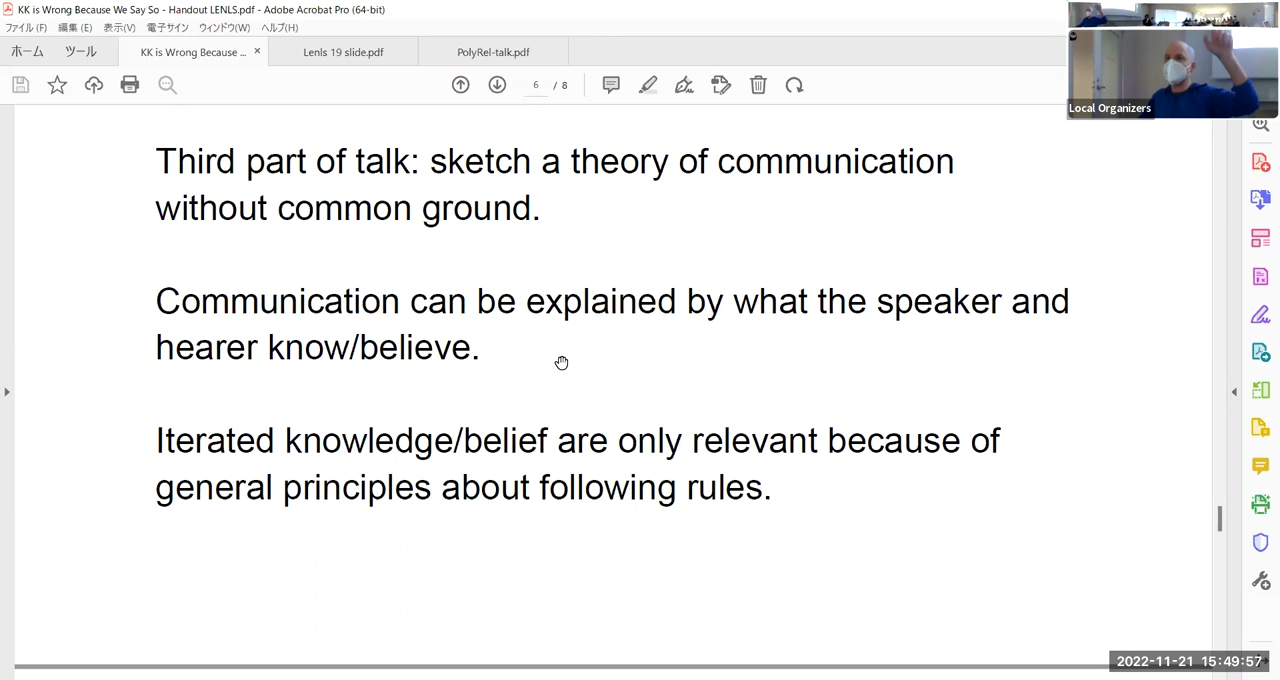 KK is Wrong Because We Say So - Handout LENLS.pdf - Adobe Acrobat Pro (64-bit)
ファイル(F) 編集(E) 表示(V) 電子サイン ウィンドウ(W) ヘルプ(H)
ホーム ツール KK is Wrong Because ... × Lenls 19 slide.pdf PolyRel-talk.pdf
6 / 8
Local Organizers
Third part of talk: sketch a theory of communication
without common ground.
Communication can be explained by what the speaker and
hearer know/believe.
Iterated knowledge/belief are only relevant because of
general principles about following rules.
2022-11-21 15:49:57